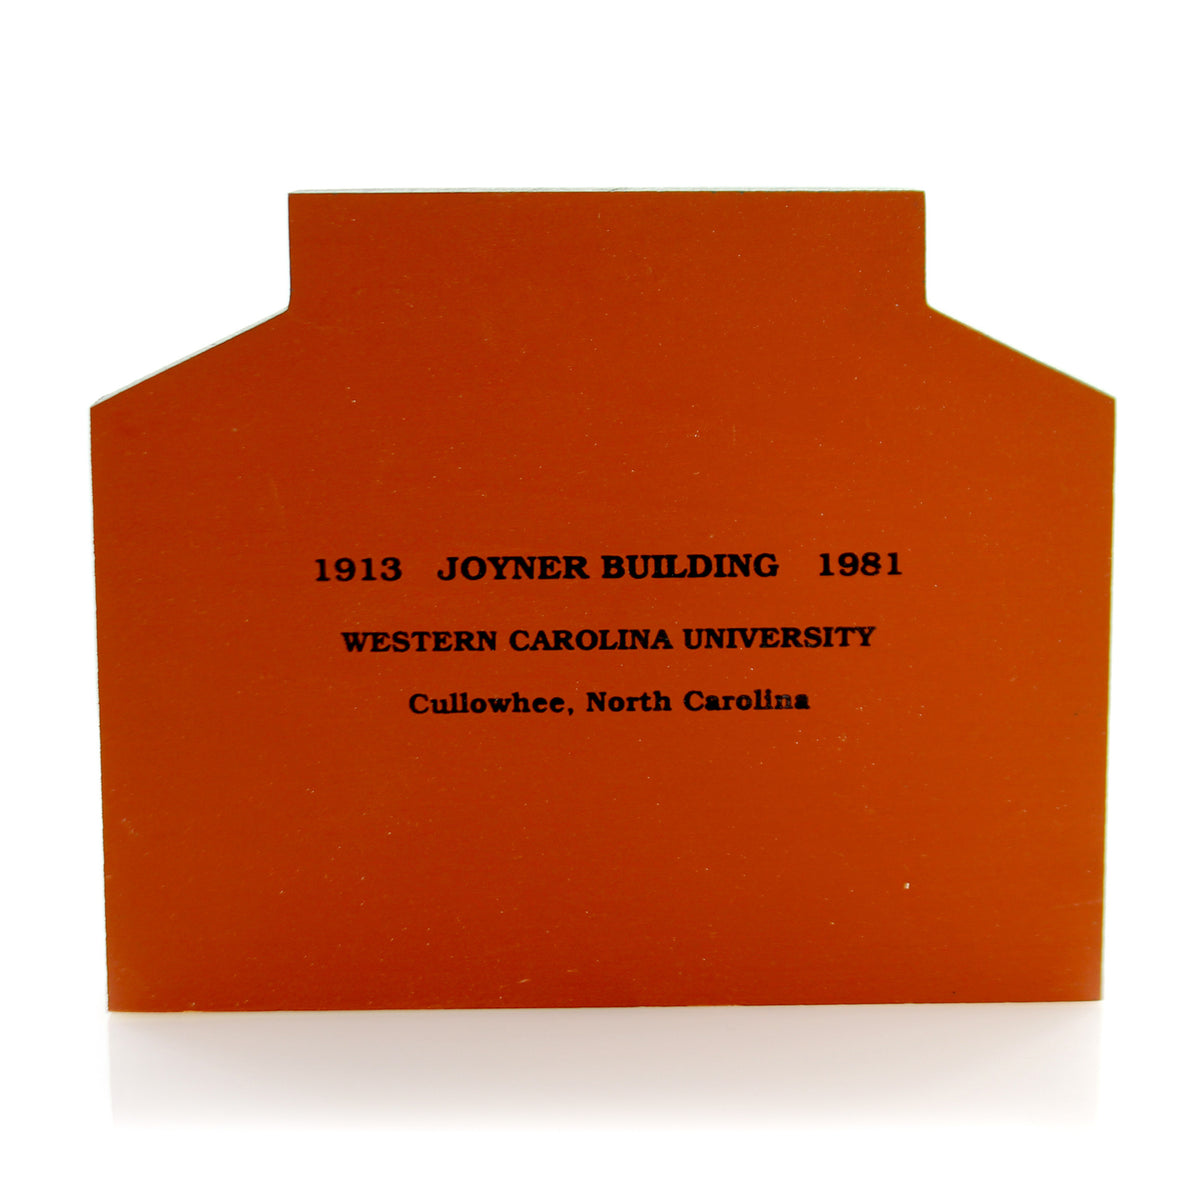 1913 JOYNER BUILDING 1981
WESTERN CAROLINA UNIVERSITY
Cullowhee, North Carolina